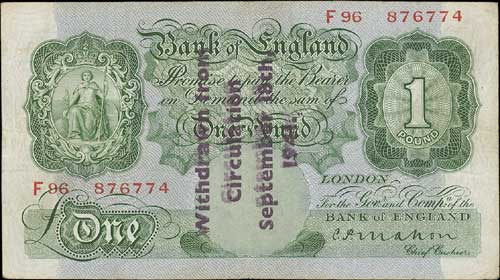 F96 876774
Bank of England
Promise to pay the Bearer
on Demand the sum of
One Pound
1
POUND
Withdrawn from
Circulation
September 18th
1941.
F96 876774
LONDON
For the Gov. and Comp. of the
BANK OF ENGLAND
C P Mahon
Chief Cashier.
£ One